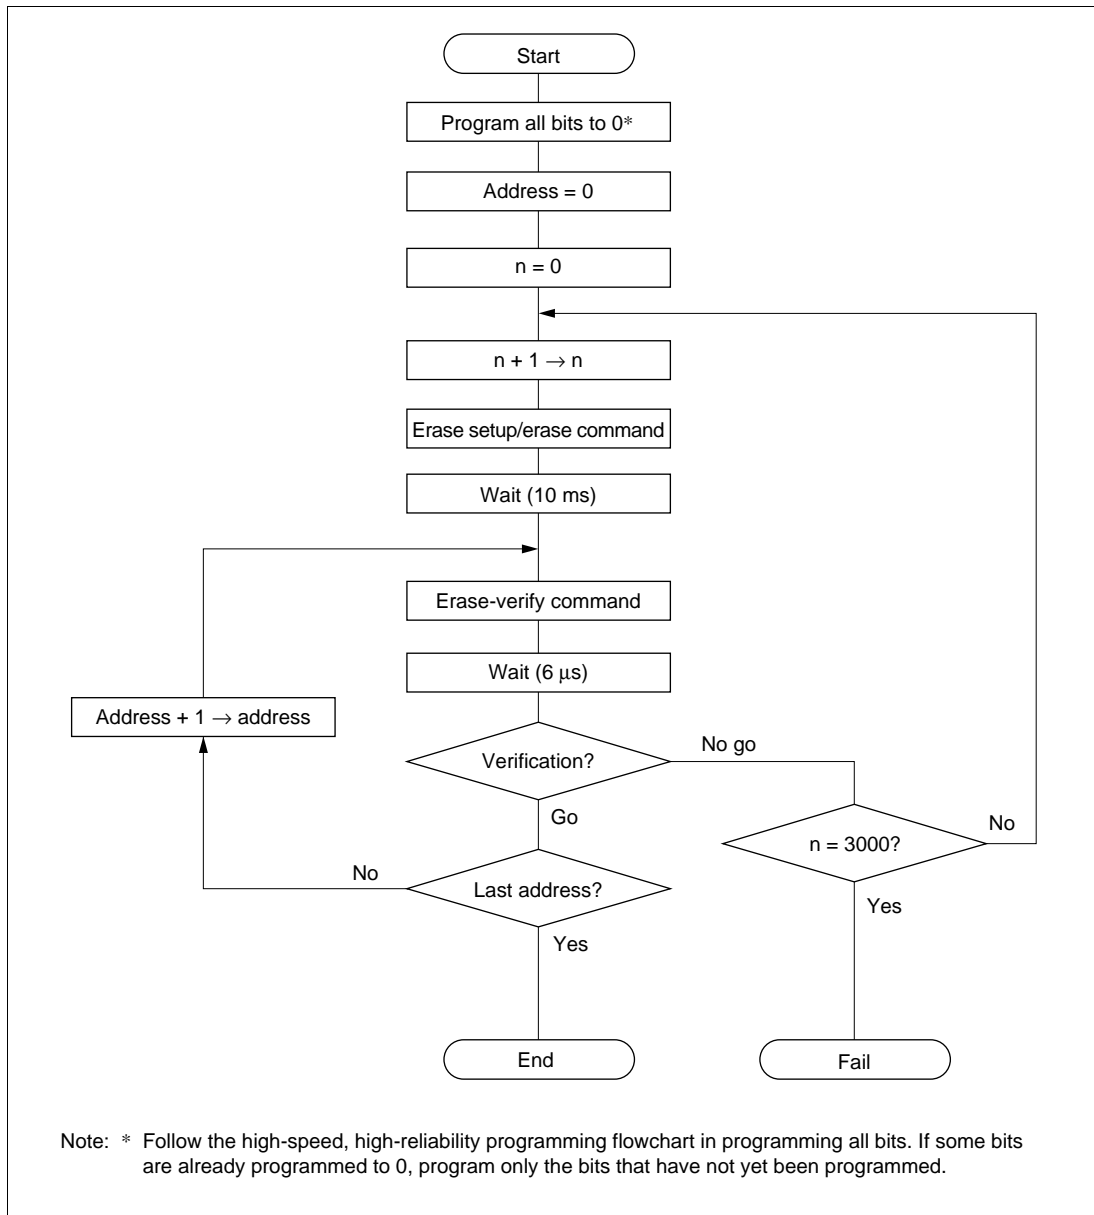 Start
Program all bits to 0*
Address = 0
n = 0
n + 1 → n
Erase setup/erase command
Wait (10 ms)
Erase-verify command
Wait (6 μs)
Address + 1 → address
Verification?
No go
Go
n = 3000?
No
No
Last address?
Yes
Yes
End
Fail
Note: * Follow the high-speed, high-reliability programming flowchart in programming all bits. If some bits
are already programmed to 0, program only the bits that have not yet been programmed.